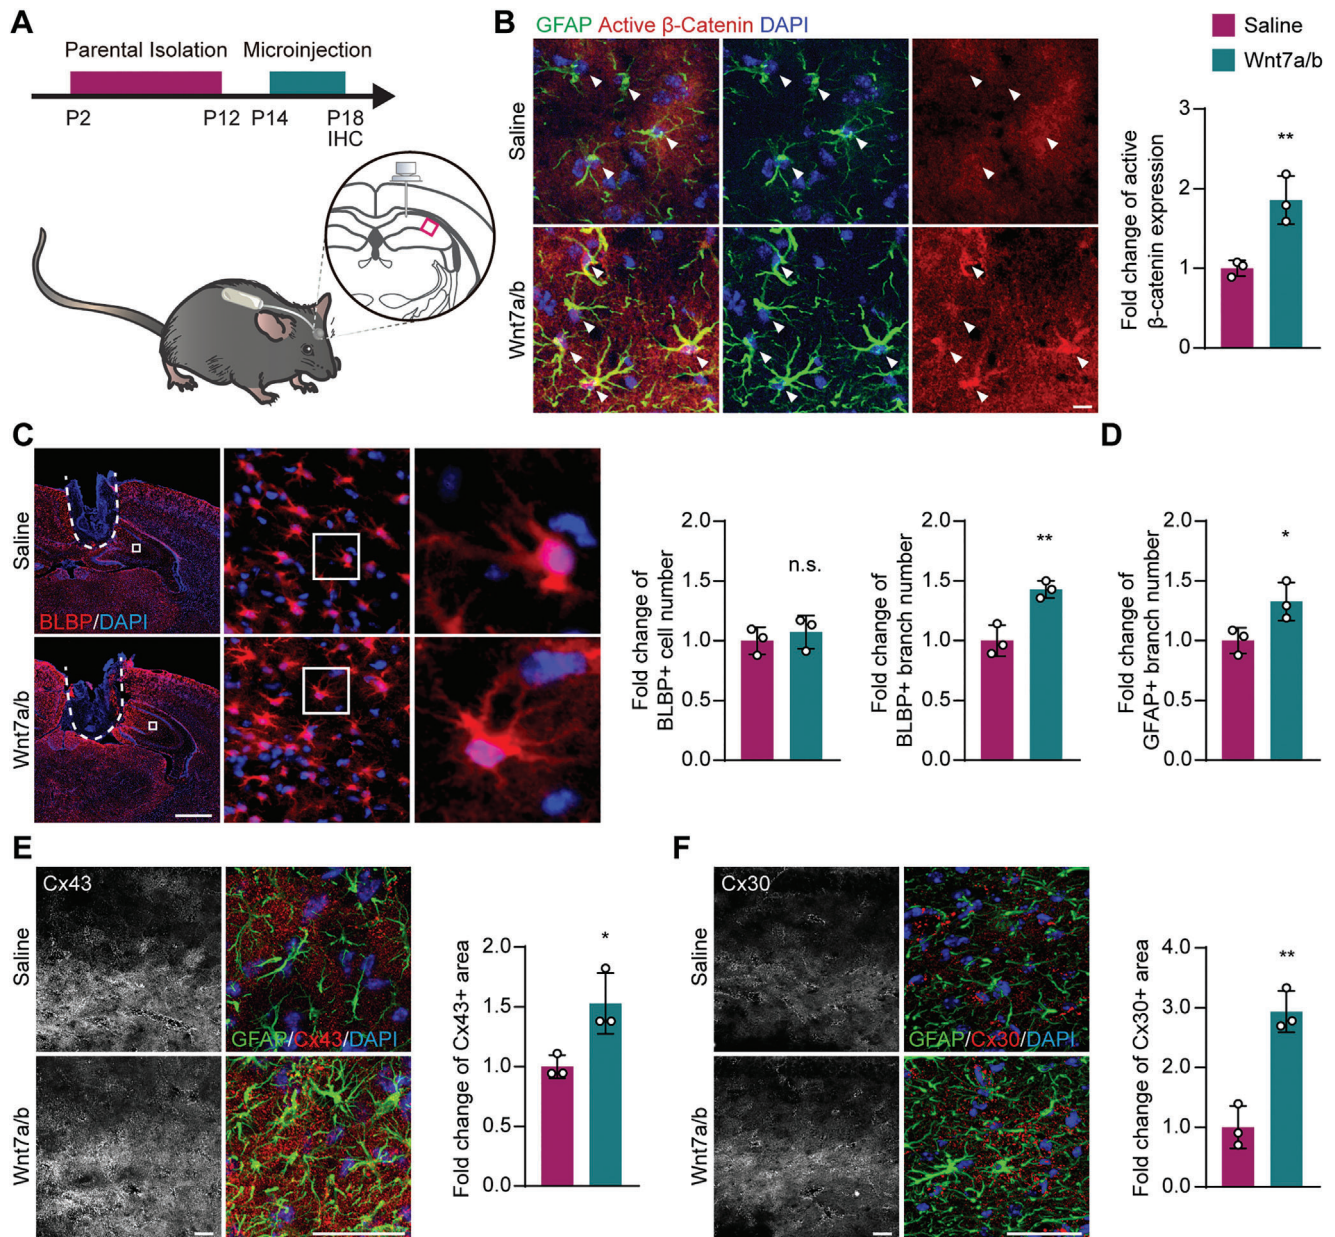 A
Parental Isolation
Microinjection
P2
P12
P14
P18
IHC
B
GFAP Active β-Catenin DAPI
Saline
Wnt7a/b
Saline
Wnt7a/b
Fold change of active
β-catenin expression
3
2
1
0
**
C
Saline
Wnt7a/b
BLBP/DAPI
Fold change of
BLBP+ cell number
2.0
1.5
1.0
0.5
0.0
n.s.
Fold change of
BLBP+ branch number
2.0
1.5
1.0
0.5
0.0
**
D
Fold change of
GFAP+ branch number
2.0
1.5
1.0
0.5
0.0
*
E
Saline
Wnt7a/b
Cx43
GFAP/Cx43/DAPI
Fold change of Cx43+ area
2.0
1.5
1.0
0.5
0.0
*
F
Saline
Wnt7a/b
Cx30
GFAP/Cx30/DAPI
Fold change of Cx30+ area
4.0
3.0
2.0
1.0
0.0
**